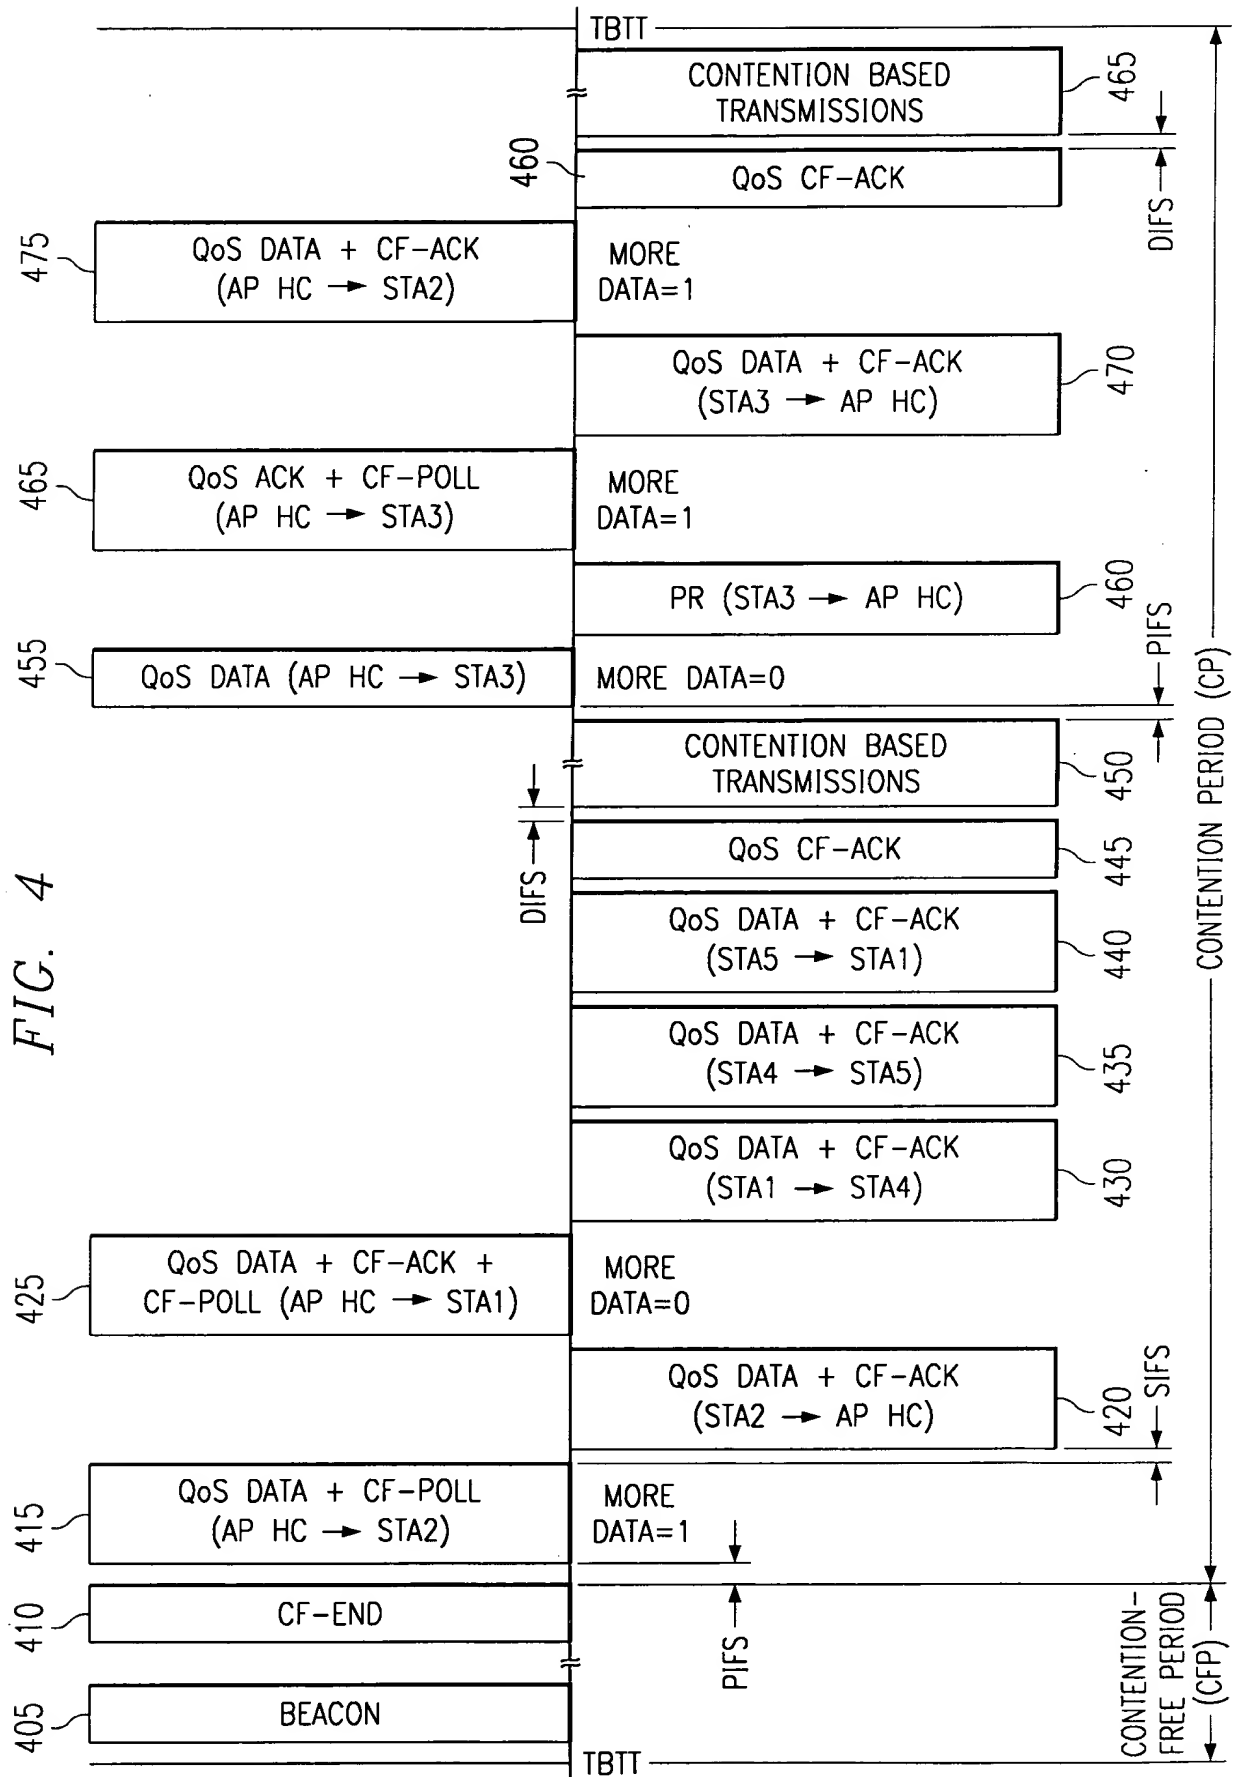 FIG. 4
TBTT
CONTENTION BASED
TRANSMISSIONS
465
460
QoS CF-ACK
DIFS
475
QoS DATA + CF-ACK
(AP HC → STA2)
MORE
DATA=1
QoS DATA + CF-ACK
(STA3 → AP HC)
470
465
QoS ACK + CF-POLL
(AP HC → STA3)
MORE
DATA=1
PR (STA3 → AP HC)
460
455
QoS DATA (AP HC → STA3)
MORE DATA=0
PIFS
CONTENTION BASED
TRANSMISSIONS
450
DIFS
QoS CF-ACK
445
QoS DATA + CF-ACK
(STA5 → STA1)
440
QoS DATA + CF-ACK
(STA4 → STA5)
435
QoS DATA + CF-ACK
(STA1 → STA4)
430
425
QoS DATA + CF-ACK +
CF-POLL (AP HC → STA1)
MORE
DATA=0
QoS DATA + CF-ACK
(STA2 → AP HC)
420
SIFS
415
QoS DATA + CF-POLL
(AP HC → STA2)
MORE
DATA=1
CONTENTION PERIOD (CP)
410
CF-END
PIFS
405
BEACON
CONTENTION-
FREE PERIOD
(CFP)
TBTT